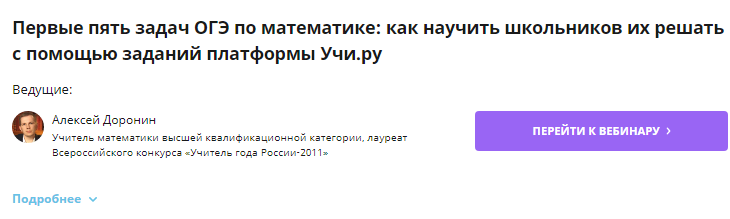 Первые пять задач ОГЭ по математике: как научить школьников их решать
с помощью заданий платформы Учи.ру
Ведущие:
Алексей Доронин
Учитель математики высшей квалификационной категории, лауреат
Всероссийского конкурса «Учитель года России-2011»
ПЕРЕЙТИ К ВЕБИНАРУ
Подробнее